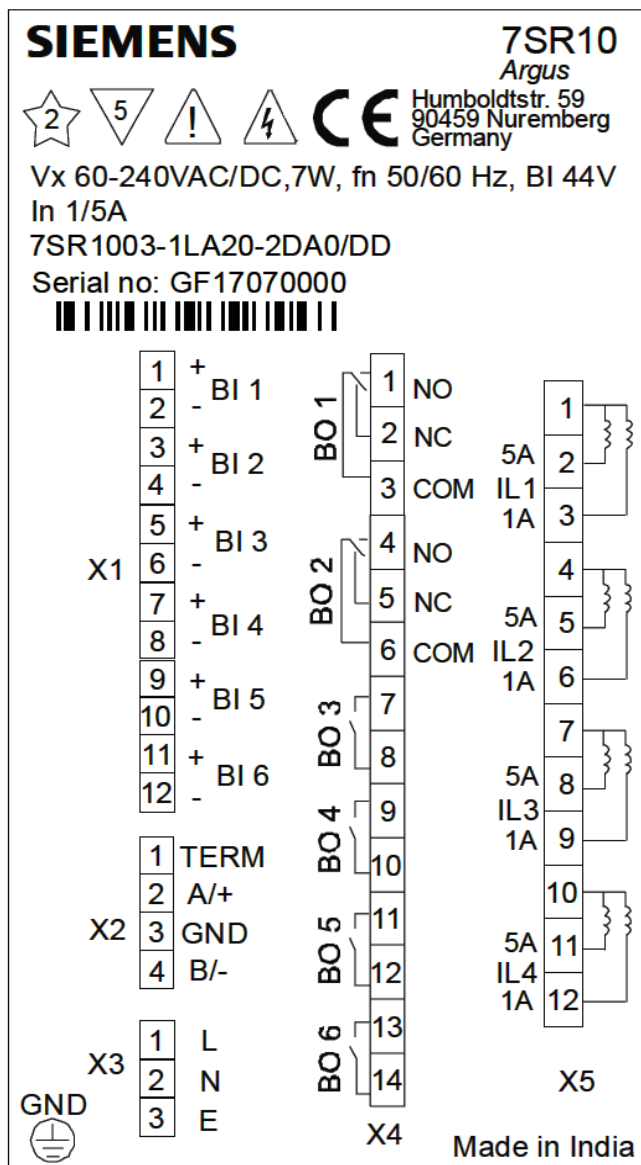 SIEMENS
7SR10
Argus
2
5
!
CE
Humboldtstr. 59
90459 Nuremberg
Germany
Vx 60-240VAC/DC,7W, fn 50/60 Hz, BI 44V
In 1/5A
7SR1003-1LA20-2DA0/DD
Serial no: GF17070000
X1
1 +
2 -
BI 1
3 +
4 -
BI 2
5 +
6 -
BI 3
7 +
8 -
BI 4
9 +
10 -
BI 5
11 +
12 -
BI 6
X2
1 TERM
2 A/+
3 GND
4 B/-
X3
1 L
2 N
3 E
GND
BO 1
1 NO
2 NC
3 COM
BO 2
4 NO
5 NC
6 COM
BO 3
7
8
BO 4
9
10
BO 5
11
12
BO 6
13
14
X4
1
5A 2
IL1
1A 3
4
5A 5
IL2
1A 6
7
5A 8
IL3
1A 9
10
5A 11
IL4
1A 12
X5
Made in India